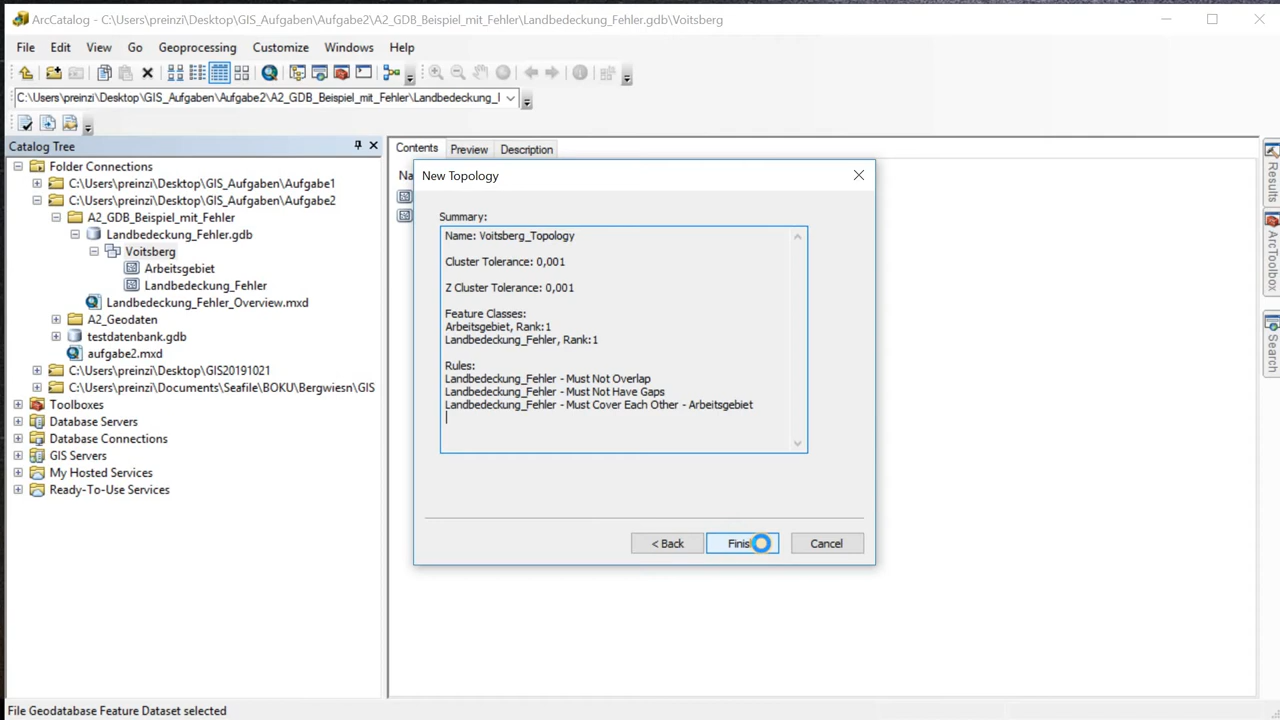 ArcCatalog - C:\Users\preinzi\Desktop\GIS_Aufgaben\Aufgabe2\A2_GDB_Beispiel_mit_Fehler\Landbedeckung_Fehler.gdb\Voitsberg
File Edit View Go Geoprocessing Customize Windows Help
C:\Users\preinzi\Desktop\GIS_Aufgaben\Aufgabe2\A2_GDB_Beispiel_mit_Fehler\Landbedeckung_l
Catalog Tree
Folder Connections
C:\Users\preinzi\Desktop\GIS_Aufgaben\Aufgabe1
C:\Users\preinzi\Desktop\GIS_Aufgaben\Aufgabe2
A2_GDB_Beispiel_mit_Fehler
Landbedeckung_Fehler.gdb
Voitsberg
Arbeitsgebiet
Landbedeckung_Fehler
Landbedeckung_Fehler_Overview.mxd
A2_Geodaten
testdatenbank.gdb
aufgabe2.mxd
C:\Users\preinzi\Desktop\GIS20191021
C:\Users\preinzi\Documents\Seafile\BOKU\Bergwiesn\GIS
Toolboxes
Database Servers
Database Connections
GIS Servers
My Hosted Services
Ready-To-Use Services
Contents Preview Description
Na
New Topology
Summary:
Name: Voitsberg_Topology
Cluster Tolerance: 0,001
Z Cluster Tolerance: 0,001
Feature Classes:
Arbeitsgebiet, Rank:1
Landbedeckung_Fehler, Rank:1
Rules:
Landbedeckung_Fehler - Must Not Overlap
Landbedeckung_Fehler - Must Not Have Gaps
Landbedeckung_Fehler - Must Cover Each Other - Arbeitsgebiet
< Back Finis Cancel
Results
ArcToolbox
Search
File Geodatabase Feature Dataset selected